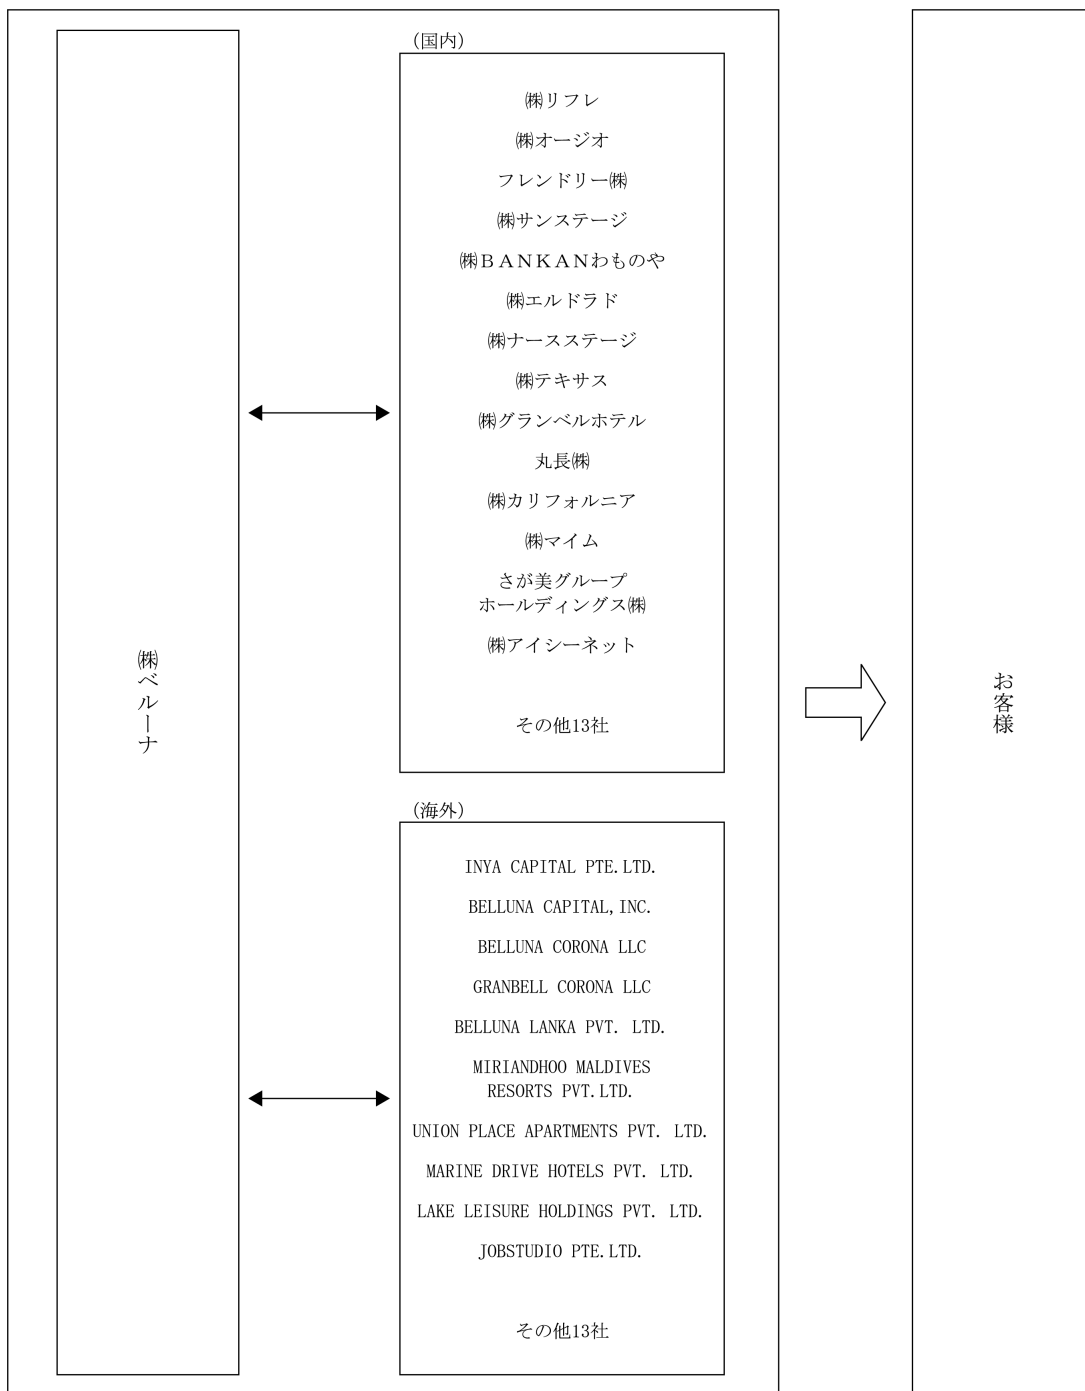 ㈱ベルーナ
（国内）
㈱リフレ
㈱オージオ
フレンドリー㈱
㈱サンステージ
㈱ＢＡＮＫＡＮわものや
㈱エルドラド
㈱ナースステージ
㈱テキサス
㈱グランベルホテル
丸長㈱
㈱カリフォルニア
㈱マイム
さが美グループ
ホールディングス㈱
㈱アイシーネット
その他13社
（海外）
INYA CAPITAL PTE.LTD.
BELLUNA CAPITAL,INC.
BELLUNA CORONA LLC
GRANBELL CORONA LLC
BELLUNA LANKA PVT. LTD.
MIRIANDHOO MALDIVES
RESORTS PVT.LTD.
UNION PLACE APARTMENTS PVT. LTD.
MARINE DRIVE HOTELS PVT. LTD.
LAKE LEISURE HOLDINGS PVT. LTD.
JOBSTUDIO PTE.LTD.
その他13社
お客様